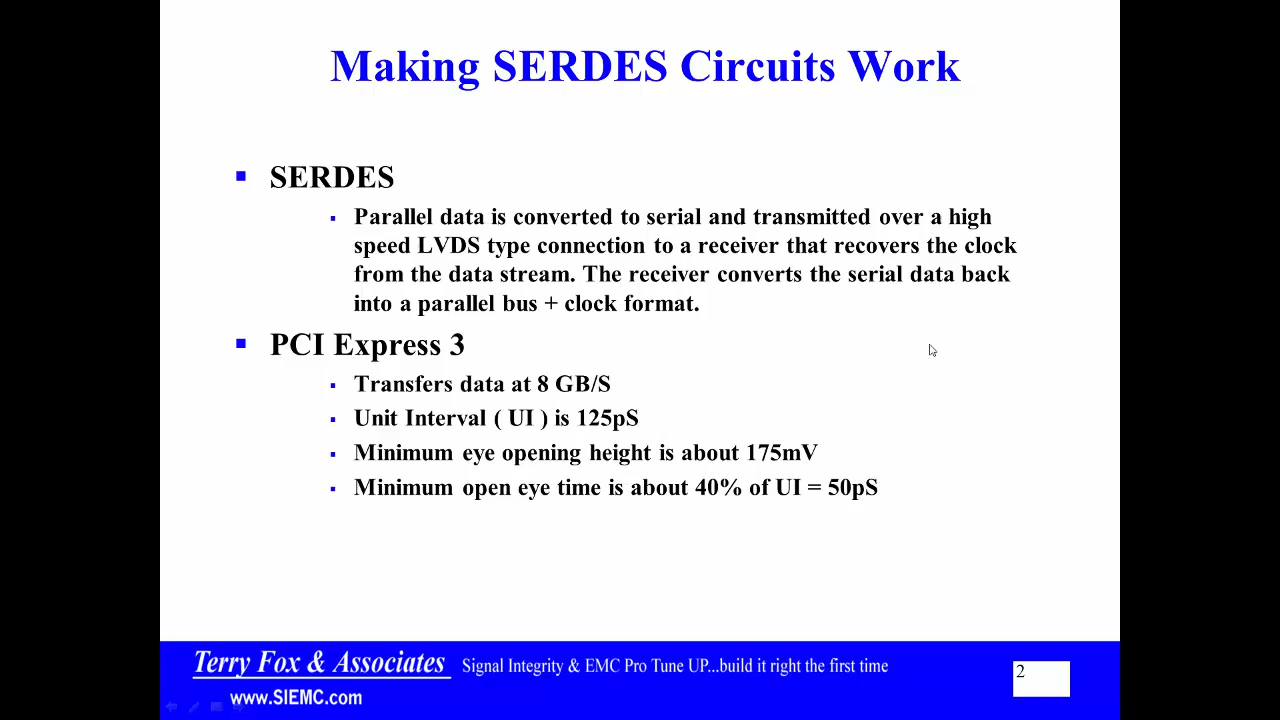 Making SERDES Circuits Work
SERDES
Parallel data is converted to serial and transmitted over a high
speed LVDS type connection to a receiver that recovers the clock
from the data stream. The receiver converts the serial data back
into a parallel bus + clock format.
PCI Express 3
Transfers data at 8 GB/S
Unit Interval ( UI ) is 125pS
Minimum eye opening height is about 175mV
Minimum open eye time is about 40% of UI = 50pS
Terry Fox & Associates Signal Integrity & EMC Pro Tune UP...build it right the first time
2
www.SIEMC.com